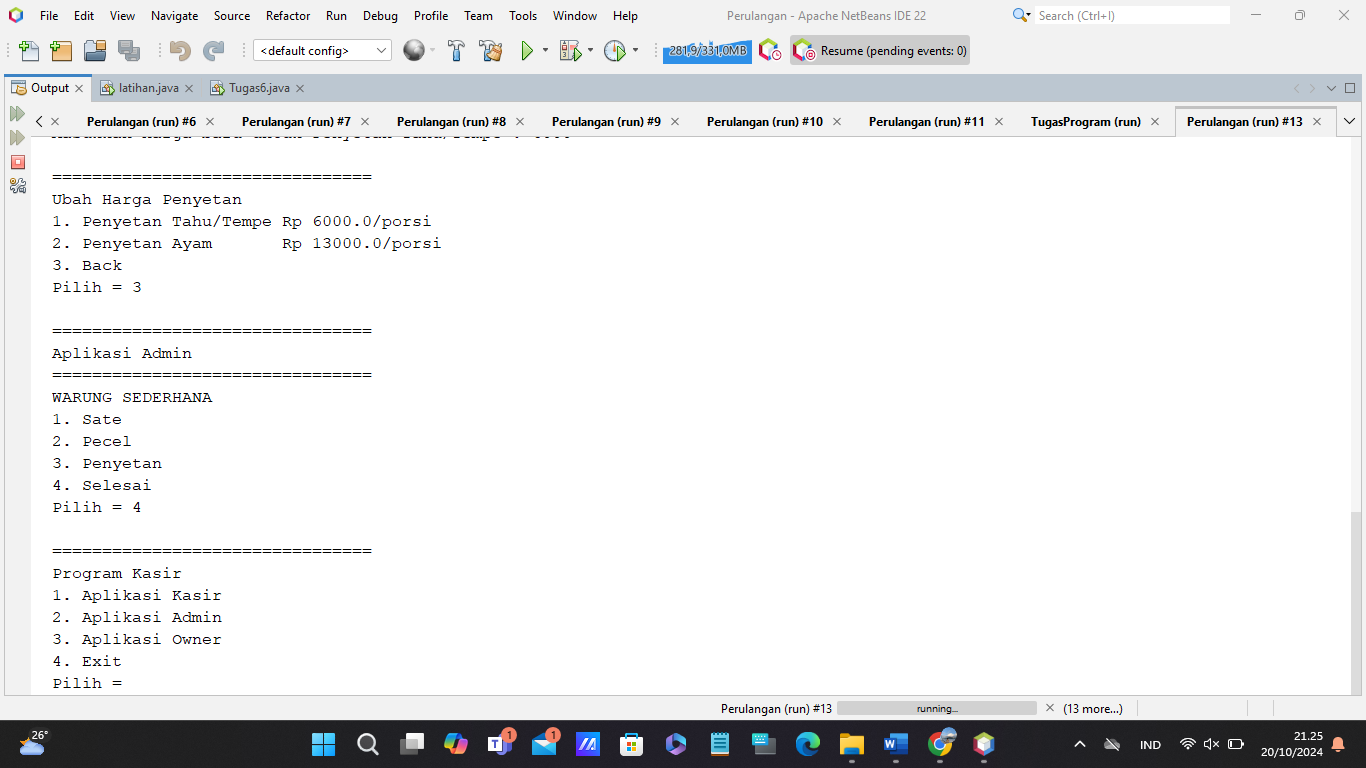 File Edit View Navigate Source Refactor Run Debug Profile Team Tools Window Help Perulangan - Apache NetBeans IDE 22 Search (Ctrl+I)
<default config> 281,9/331,0MB Resume (pending events: 0)
Output latihan.java Tugas6.java
Perulangan (run) #6 Perulangan (run) #7 Perulangan (run) #8 Perulangan (run) #9 Perulangan (run) #10 Perulangan (run) #11 TugasProgram (run) Perulangan (run) #13
================================
Ubah Harga Penyetan
1. Penyetan Tahu/Tempe Rp 6000.0/porsi
2. Penyetan Ayam       Rp 13000.0/porsi
3. Back
Pilih = 3
================================
Aplikasi Admin
================================
WARUNG SEDERHANA
1. Sate
2. Pecel
3. Penyetan
4. Selesai
Pilih = 4
================================
Program Kasir
1. Aplikasi Kasir
2. Aplikasi Admin
3. Aplikasi Owner
4. Exit
Pilih =
Perulangan (run) #13 running... (13 more...)
26° 1 1 IND 21.25
20/10/2024